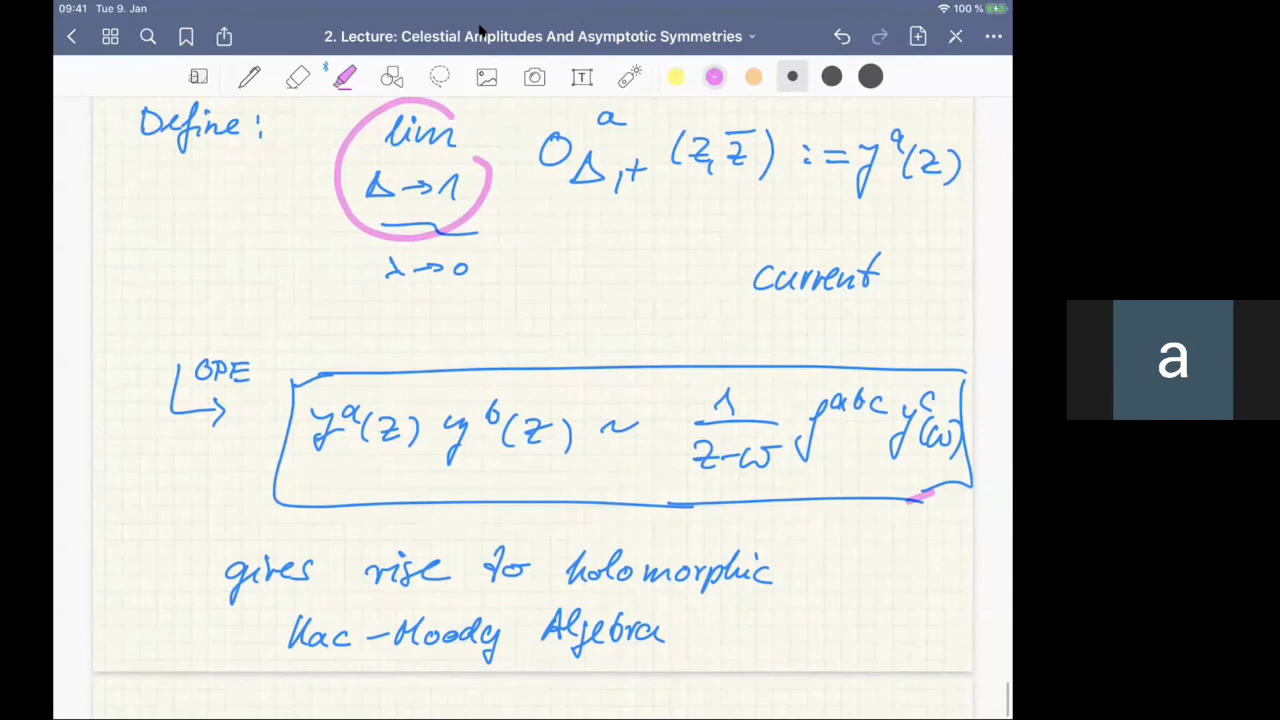 09:41 Tue 9. Jan 100 %
2. Lecture: Celestial Amplitudes And Asymptotic Symmetries
Define: lim O^a_{Δ,+} (z, z̄) := y^a(z)
Δ→1
λ→0
current
a
OPE
y^a(z) y^b(z) ~ 1/(z-w) f^{abc} y^c(w)
gives rise to holomorphic
Kac-Moody Algebra